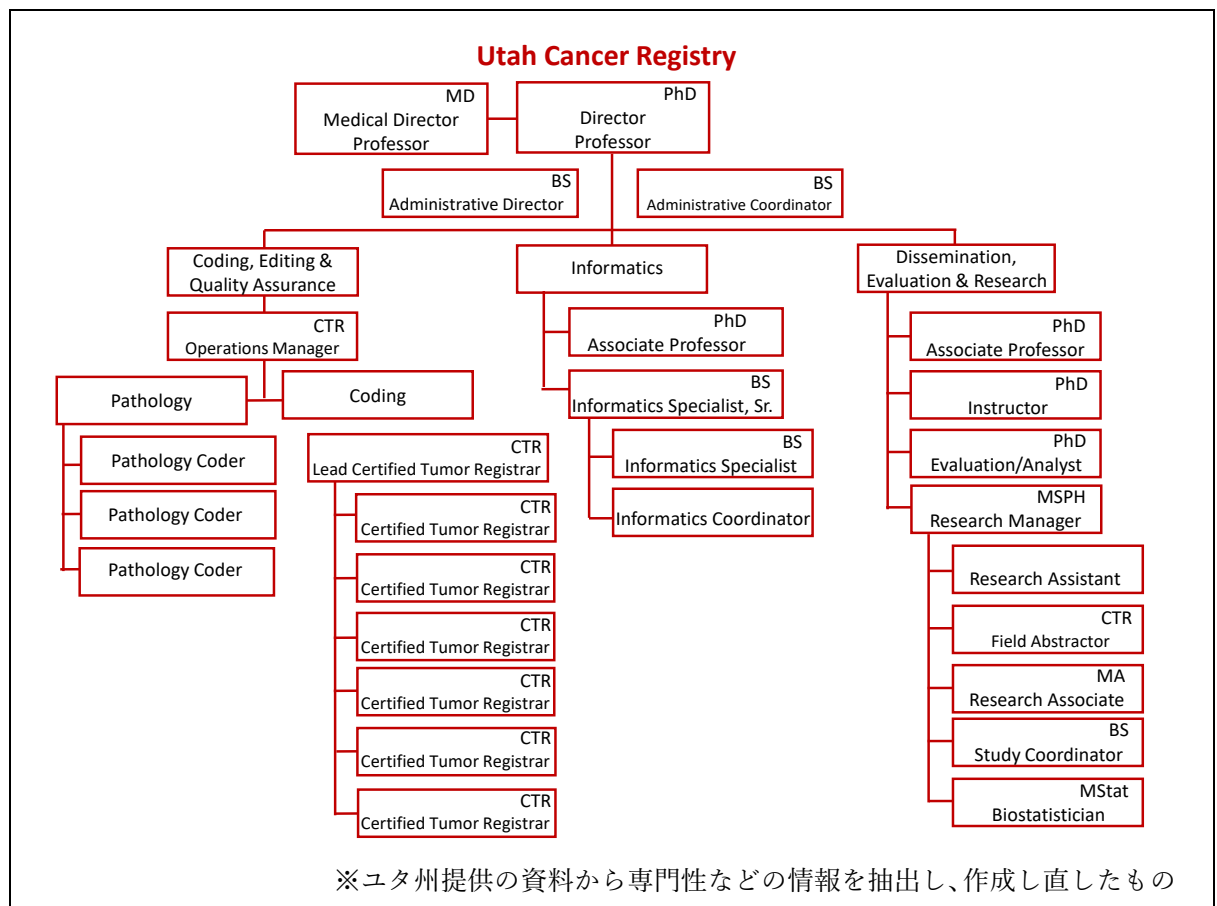 Utah Cancer Registry
MD
Medical Director
Professor
PhD
Director
Professor
BS
Administrative Director
BS
Administrative Coordinator
Coding, Editing &
Quality Assurance
CTR
Operations Manager
Pathology
Coding
Pathology Coder
Pathology Coder
Pathology Coder
CTR
Lead Certified Tumor Registrar
CTR
Certified Tumor Registrar
CTR
Certified Tumor Registrar
CTR
Certified Tumor Registrar
CTR
Certified Tumor Registrar
CTR
Certified Tumor Registrar
CTR
Certified Tumor Registrar
Informatics
PhD
Associate Professor
BS
Informatics Specialist, Sr.
BS
Informatics Specialist
Informatics Coordinator
Dissemination,
Evaluation & Research
PhD
Associate Professor
PhD
Instructor
PhD
Evaluation/Analyst
MSPH
Research Manager
Research Assistant
CTR
Field Abstractor
MA
Research Associate
BS
Study Coordinator
MStat
Biostatistician
※ユタ州提供の資料から専門性などの情報を抽出し、作成し直したもの